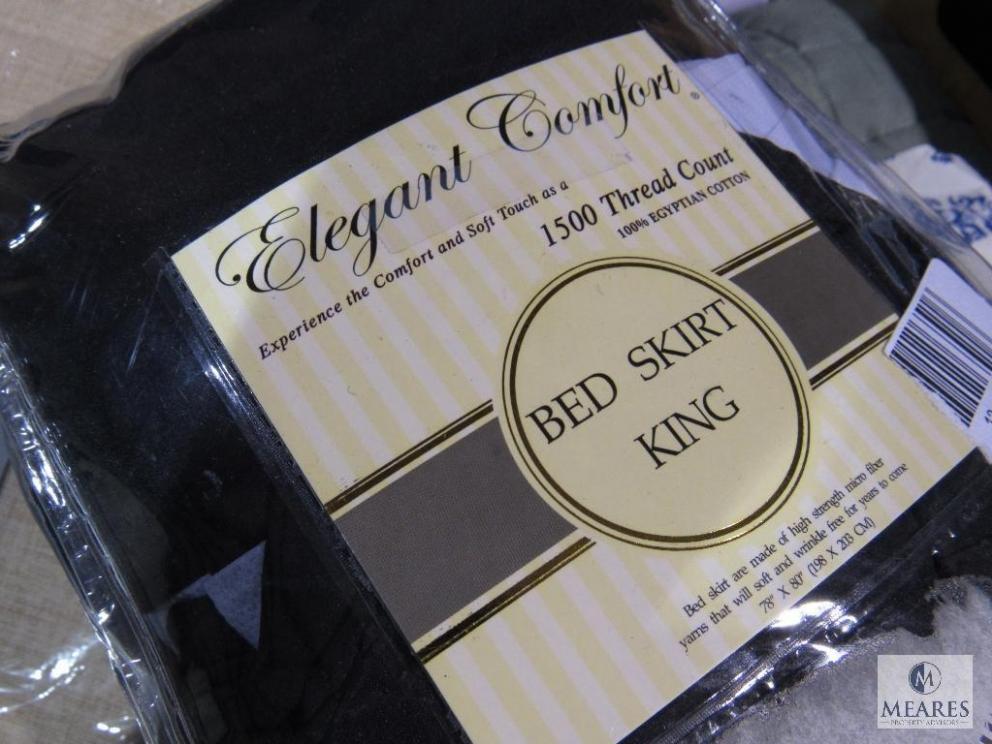 Elegant Comfort®
Experience the Comfort and Soft Touch as a
1500 Thread Count
100% EGYPTIAN COTTON
BED SKIRT
KING
Bed skirt are made of high strength micro fiber
yarns that will soft and wrinkle free for years to come
78" X 80" (198 X 203 CM)
M
MEARES
PROPERTY ADVISORS